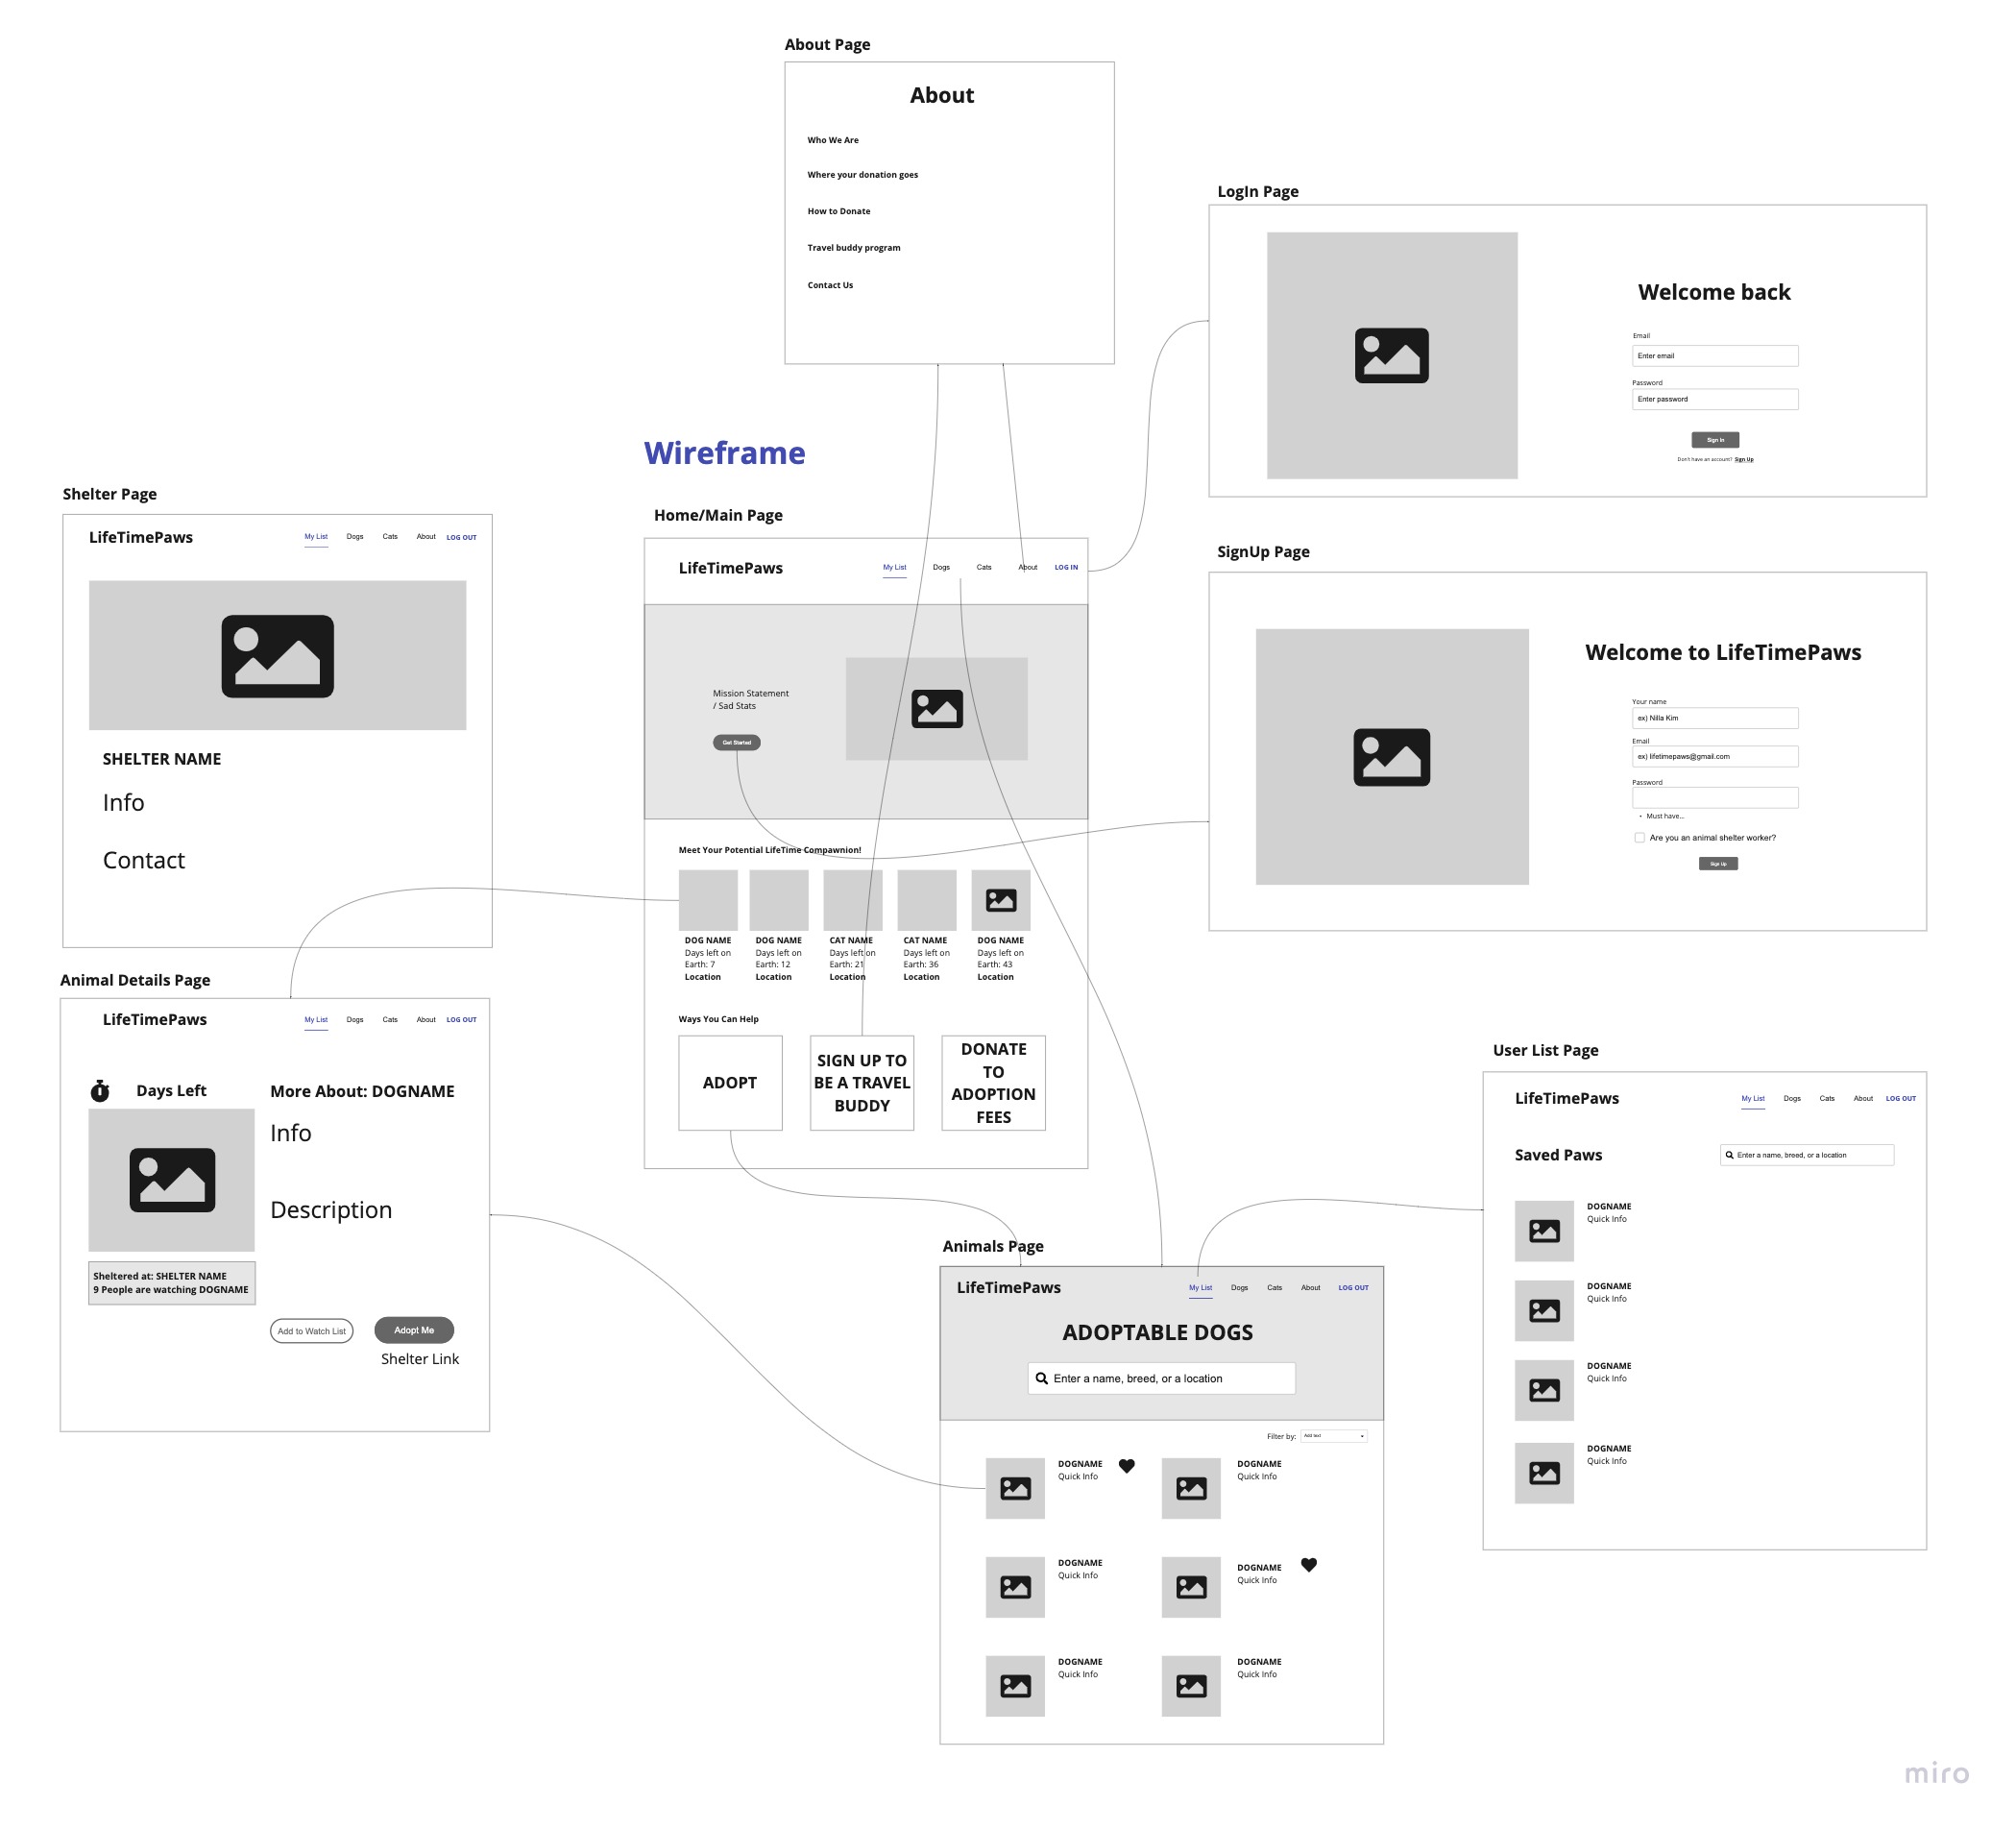 About Page
About
Who We Are
Where your donation goes
How to Donate
Travel buddy program
Contact Us
LogIn Page
Welcome back
Email
Enter email
Password
Enter password
Sign In
Don't have an account? Sign Up
Wireframe
Shelter Page
LifeTimePaws
My List Dogs Cats About LOG OUT
SHELTER NAME
Info
Contact
Home/Main Page
LifeTimePaws
My List Dogs Cats About LOG IN
Mission Statement
/ Sad Stats
Get Started
Meet Your Potential LifeTime Compawnion!
DOG NAME
Days left on
Earth: 7
Location
DOG NAME
Days left on
Earth: 12
Location
CAT NAME
Days left on
Earth: 21
Location
CAT NAME
Days left on
Earth: 36
Location
DOG NAME
Days left on
Earth: 43
Location
Ways You Can Help
ADOPT
SIGN UP TO
BE A TRAVEL
BUDDY
DONATE
TO
ADOPTION
FEES
SignUp Page
Welcome to LifeTimePaws
Your name
ex) Nilla Kim
Email
ex) lifetimepaws@gmail.com
Password
• Must have...
Are you an animal shelter worker?
Sign Up
Animal Details Page
LifeTimePaws
My List Dogs Cats About LOG OUT
Days Left
More About: DOGNAME
Info
Description
Sheltered at: SHELTER NAME
9 People are watching DOGNAME
Add to Watch List
Adopt Me
Shelter Link
User List Page
LifeTimePaws
My List Dogs Cats About LOG OUT
Saved Paws
Enter a name, breed, or a location
DOGNAME
Quick Info
DOGNAME
Quick Info
DOGNAME
Quick Info
DOGNAME
Quick Info
Animals Page
LifeTimePaws
My List Dogs Cats About LOG OUT
ADOPTABLE DOGS
Enter a name, breed, or a location
Filter by: Add text
DOGNAME
Quick Info
DOGNAME
Quick Info
DOGNAME
Quick Info
DOGNAME
Quick Info
DOGNAME
Quick Info
DOGNAME
Quick Info
miro